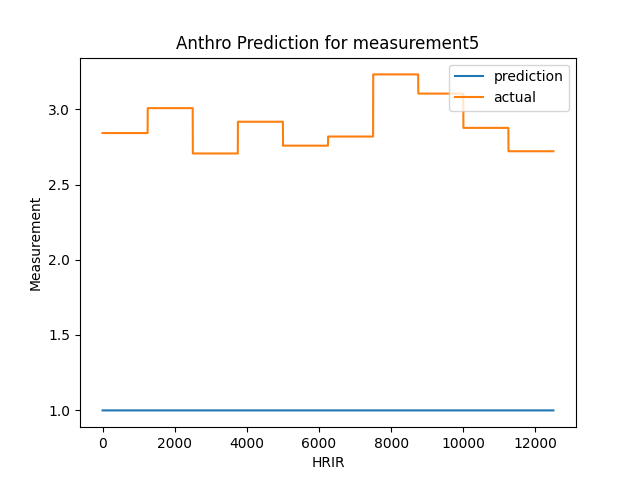 Anthro Prediction for measurement5
prediction
actual
3.0
2.5
2.0
1.5
1.0
Measurement
0 2000 4000 6000 8000 10000 12000
HRIR